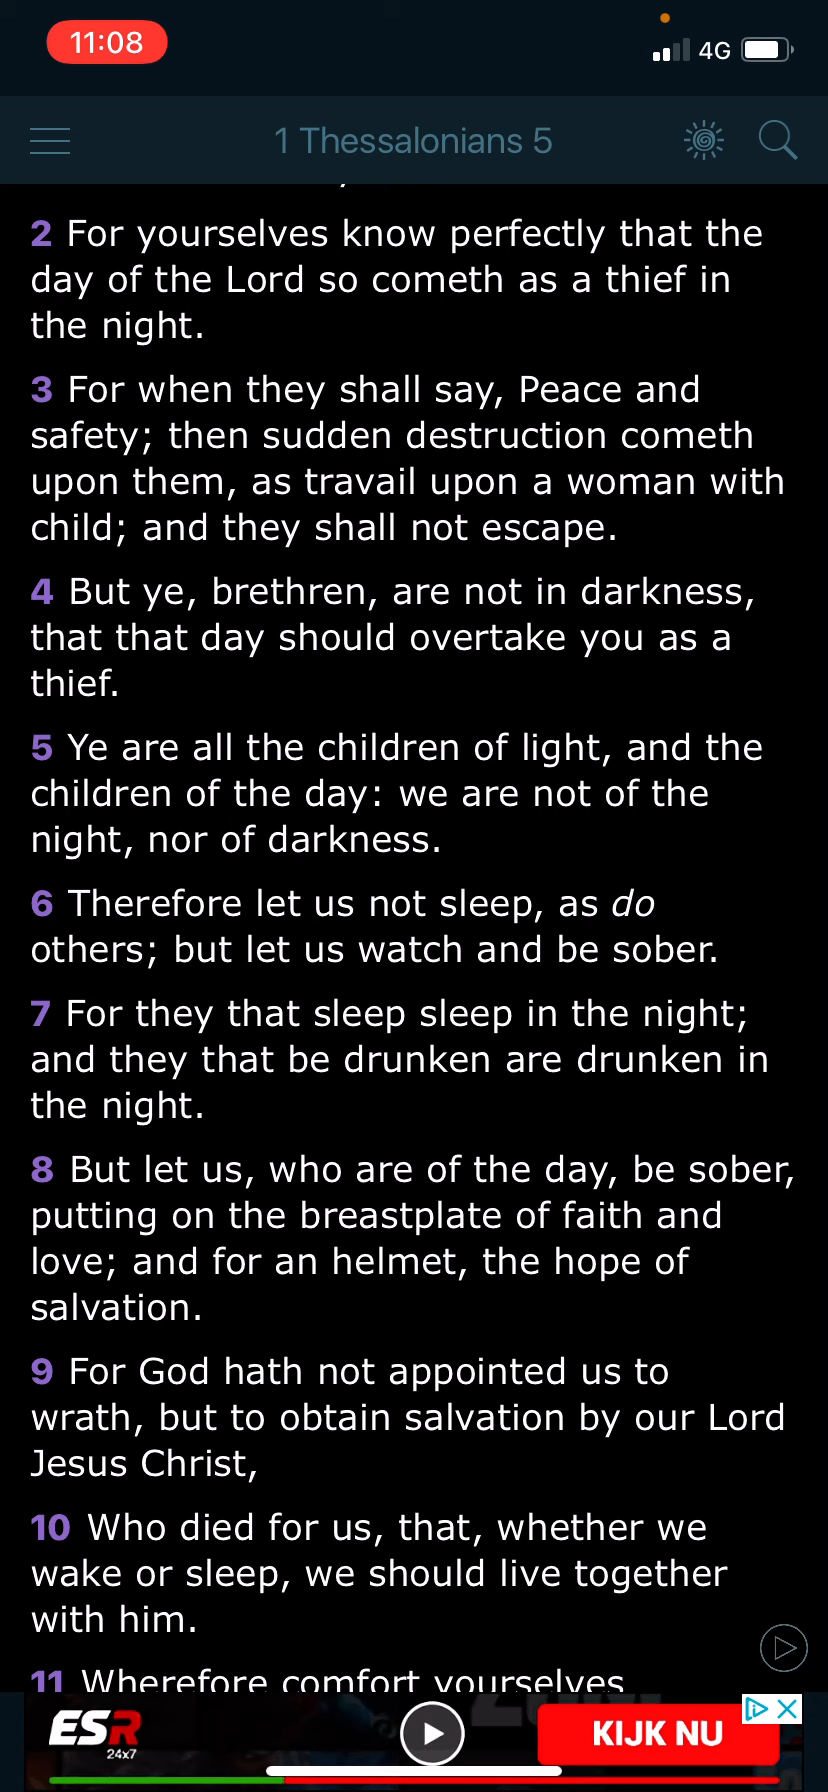 11:08
4G
1 Thessalonians 5
2 For yourselves know perfectly that the
day of the Lord so cometh as a thief in
the night.
3 For when they shall say, Peace and
safety; then sudden destruction cometh
upon them, as travail upon a woman with
child; and they shall not escape.
4 But ye, brethren, are not in darkness,
that that day should overtake you as a
thief.
5 Ye are all the children of light, and the
children of the day: we are not of the
night, nor of darkness.
6 Therefore let us not sleep, as do
others; but let us watch and be sober.
7 For they that sleep sleep in the night;
and they that be drunken are drunken in
the night.
8 But let us, who are of the day, be sober,
putting on the breastplate of faith and
love; and for an helmet, the hope of
salvation.
9 For God hath not appointed us to
wrath, but to obtain salvation by our Lord
Jesus Christ,
10 Who died for us, that, whether we
wake or sleep, we should live together
with him.
11 Wherefore comfort yourselves
ESR
24x7
KIJK NU